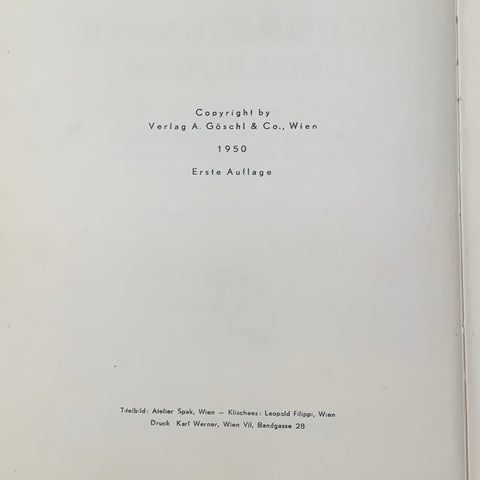 Copyright by
Verlag A. Göschl & Co., Wien
1950
Erste Auflage
Titelbild: Atelier Spak, Wien – Klischees: Leopold Filippi, Wien
Druck Karl Werner, Wien VII, Bandgasse 28